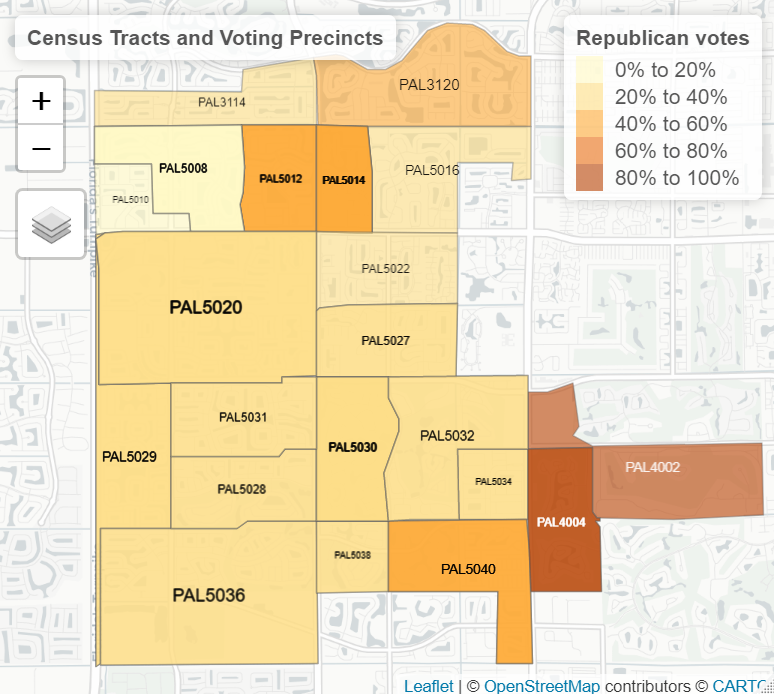 Census Tracts and Voting Precincts
Republican votes
0% to 20%
20% to 40%
40% to 60%
60% to 80%
80% to 100%
+
−
PAL3120
PAL3114
PAL5008
PAL5012
PAL5014
PAL5016
PAL5010
Florida's Turnpike
PAL5022
PAL5020
PAL5027
PAL5031
PAL5032
PAL5030
PAL5029
PAL4002
PAL5034
PAL5028
PAL4004
PAL5038
PAL5040
PAL5036
Leaflet | © OpenStreetMap contributors © CARTO